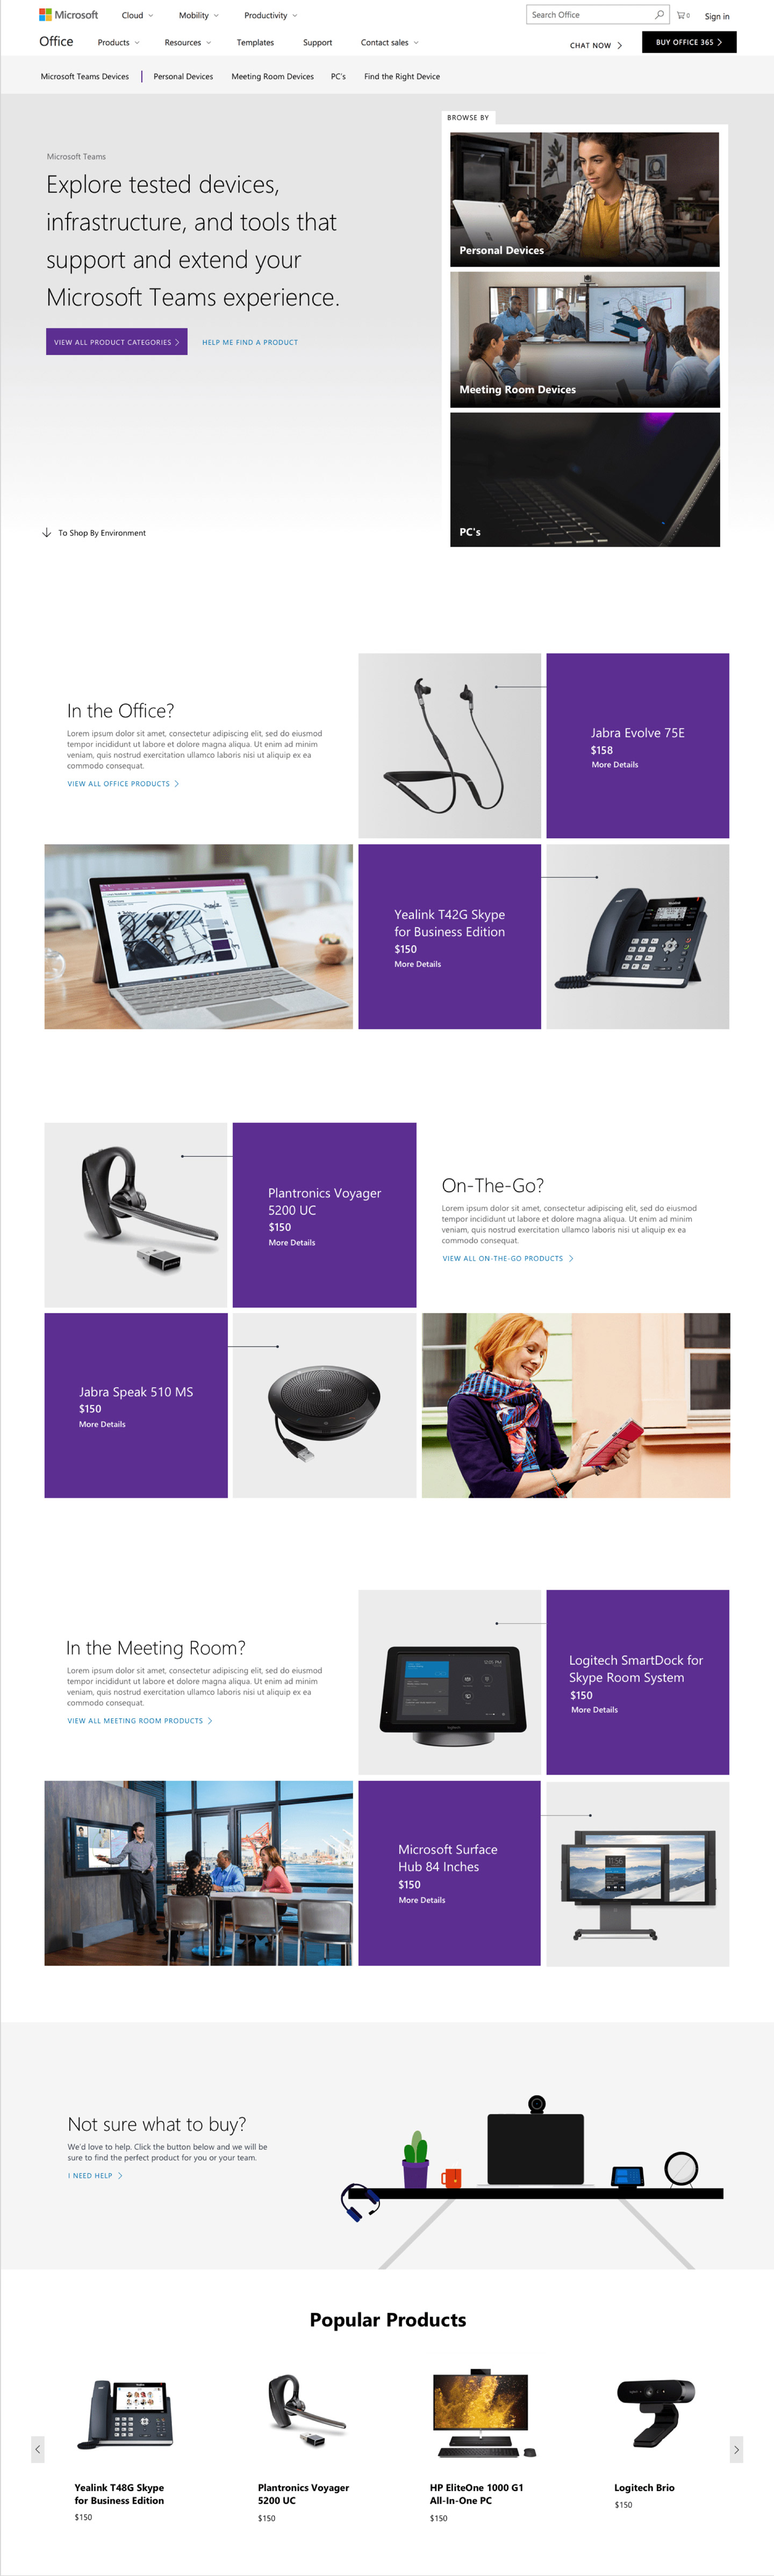 Microsoft
Cloud
Mobility
Productivity
Search Office
0
Sign in
Office
Products
Resources
Templates
Support
Contact sales
CHAT NOW
BUY OFFICE 365
Microsoft Teams Devices
Personal Devices
Meeting Room Devices
PC's
Find the Right Device
BROWSE BY
Microsoft Teams
Explore tested devices,
infrastructure, and tools that
support and extend your
Microsoft Teams experience.
VIEW ALL PRODUCT CATEGORIES
HELP ME FIND A PRODUCT
To Shop By Environment
Personal Devices
Meeting Room Devices
PC's
In the Office?
Lorem ipsum dolor sit amet, consectetur adipiscing elit, sed do eiusmod
tempor incididunt ut labore et dolore magna aliqua. Ut enim ad minim
veniam, quis nostrud exercitation ullamco laboris nisi ut aliquip ex ea
commodo consequat.
VIEW ALL OFFICE PRODUCTS
Jabra Evolve 75E
$158
More Details
Yealink T42G Skype
for Business Edition
$150
More Details
Plantronics Voyager
5200 UC
$150
More Details
On-The-Go?
Lorem ipsum dolor sit amet, consectetur adipiscing elit, sed do eiusmod
tempor incididunt ut labore et dolore magna aliqua. Ut enim ad minim
veniam, quis nostrud exercitation ullamco laboris nisi ut aliquip ex ea
commodo consequat.
VIEW ALL ON-THE-GO PRODUCTS
Jabra Speak 510 MS
$150
More Details
In the Meeting Room?
Lorem ipsum dolor sit amet, consectetur adipiscing elit, sed do eiusmod
tempor incididunt ut labore et dolore magna aliqua. Ut enim ad minim
veniam, quis nostrud exercitation ullamco laboris nisi ut aliquip ex ea
commodo consequat.
VIEW ALL MEETING ROOM PRODUCTS
Logitech SmartDock for
Skype Room System
$150
More Details
Microsoft Surface
Hub 84 Inches
$150
More Details
11:56
Not sure what to buy?
We'd love to help. Click the button below and we will
be sure to find the perfect product for you or your team.
I NEED HELP
Popular Products
Yealink T48G Skype
for Business Edition
$150
Plantronics Voyager
5200 UC
$150
HP EliteOne 1000 G1
All-In-One PC
$150
Logitech Brio
$150